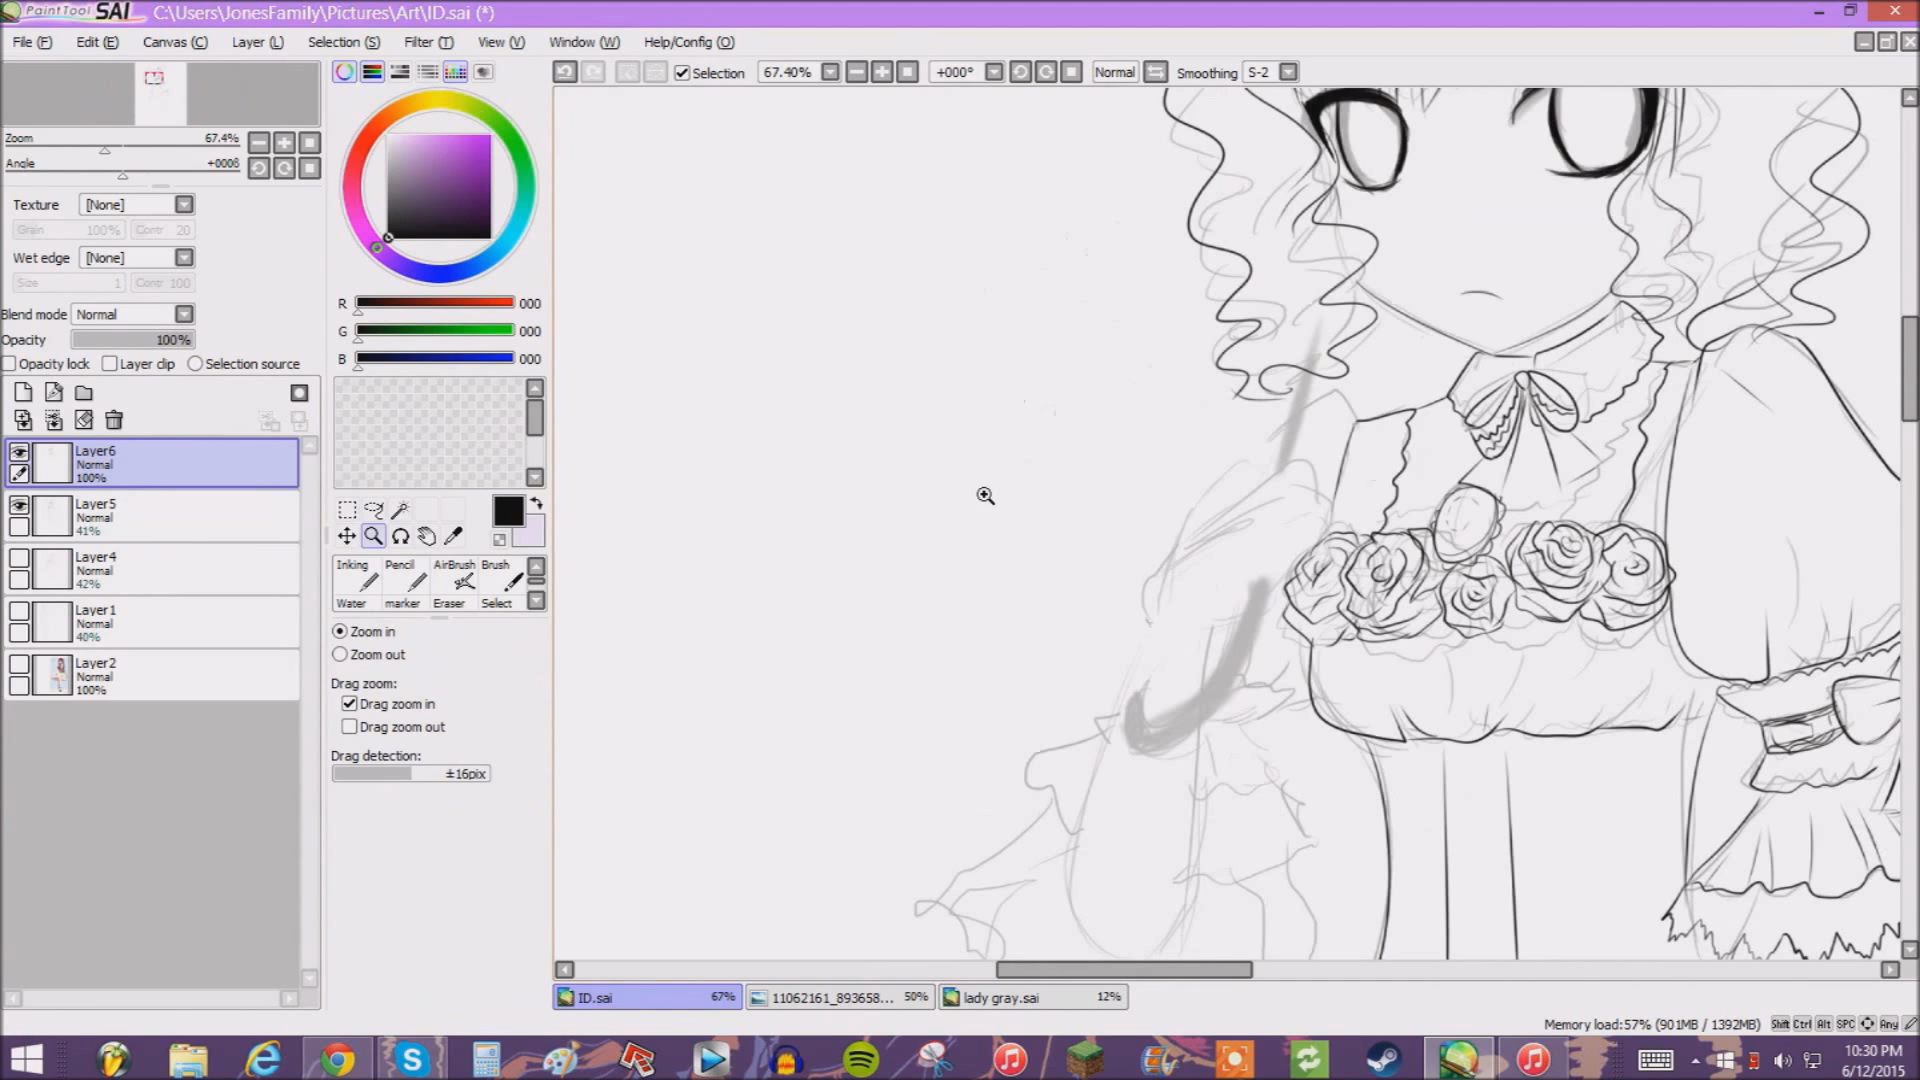 PaintTool SAI C:\Users\JonesFamily\Pictures\Art\ID.sai (*)
File (F) Edit (E) Canvas (C) Layer (L) Selection (S) Filter (T) View (V) Window (W) Help/Config (O)
Selection 67.40% +000° Normal Smoothing S-2
Zoom 67.4%
Angle
Texture [None]
Grain 100% Contr 20
Wet edge [None]
Size 1 Contr 100
Blend mode Normal
Opacity 100%
Opacity lock Layer clip Selection source
Layer6
Normal
100%
Layer5
Normal
41%
Layer4
Normal
42%
Layer1
Normal
40%
Layer2
Normal
100%
R 000
G 000
B 000
Inking Pencil AirBrush Brush
Water marker Eraser Select
Zoom in
Zoom out
Drag zoom:
Drag zoom in
Drag zoom out
Drag detection:
±16pix
ID.sai 67% 11062161_893658... 50% lady gray.sai 12%
Memory load:57% (901MB / 1392MB) Shift Ctrl Alt SPC Any
10:30 PM
6/12/2015